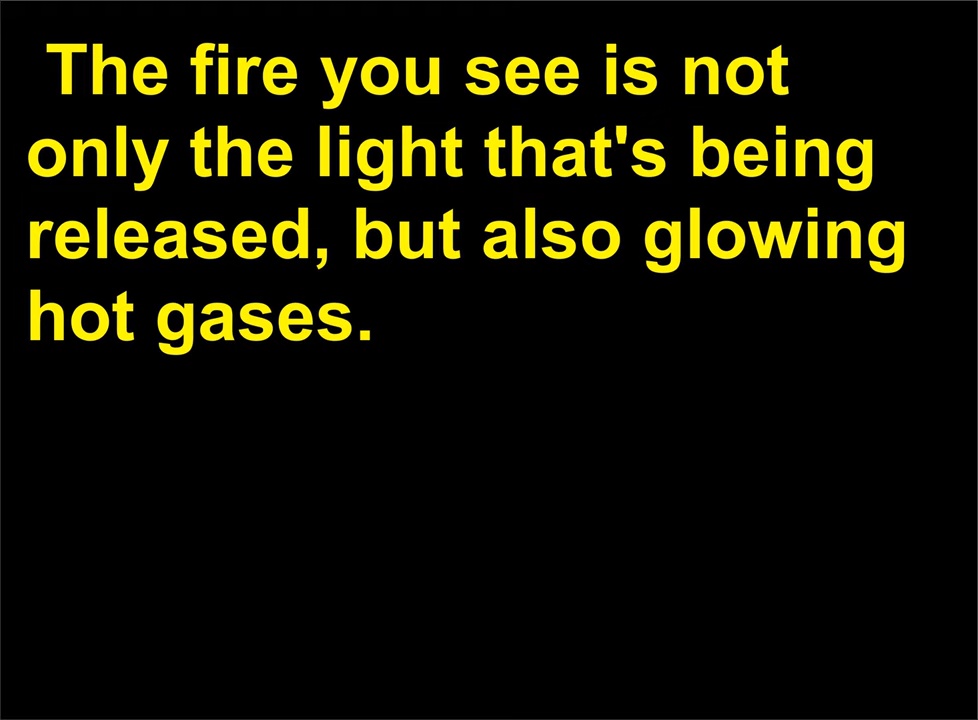 The fire you see is not
only the light that's being
released, but also glowing
hot gases.